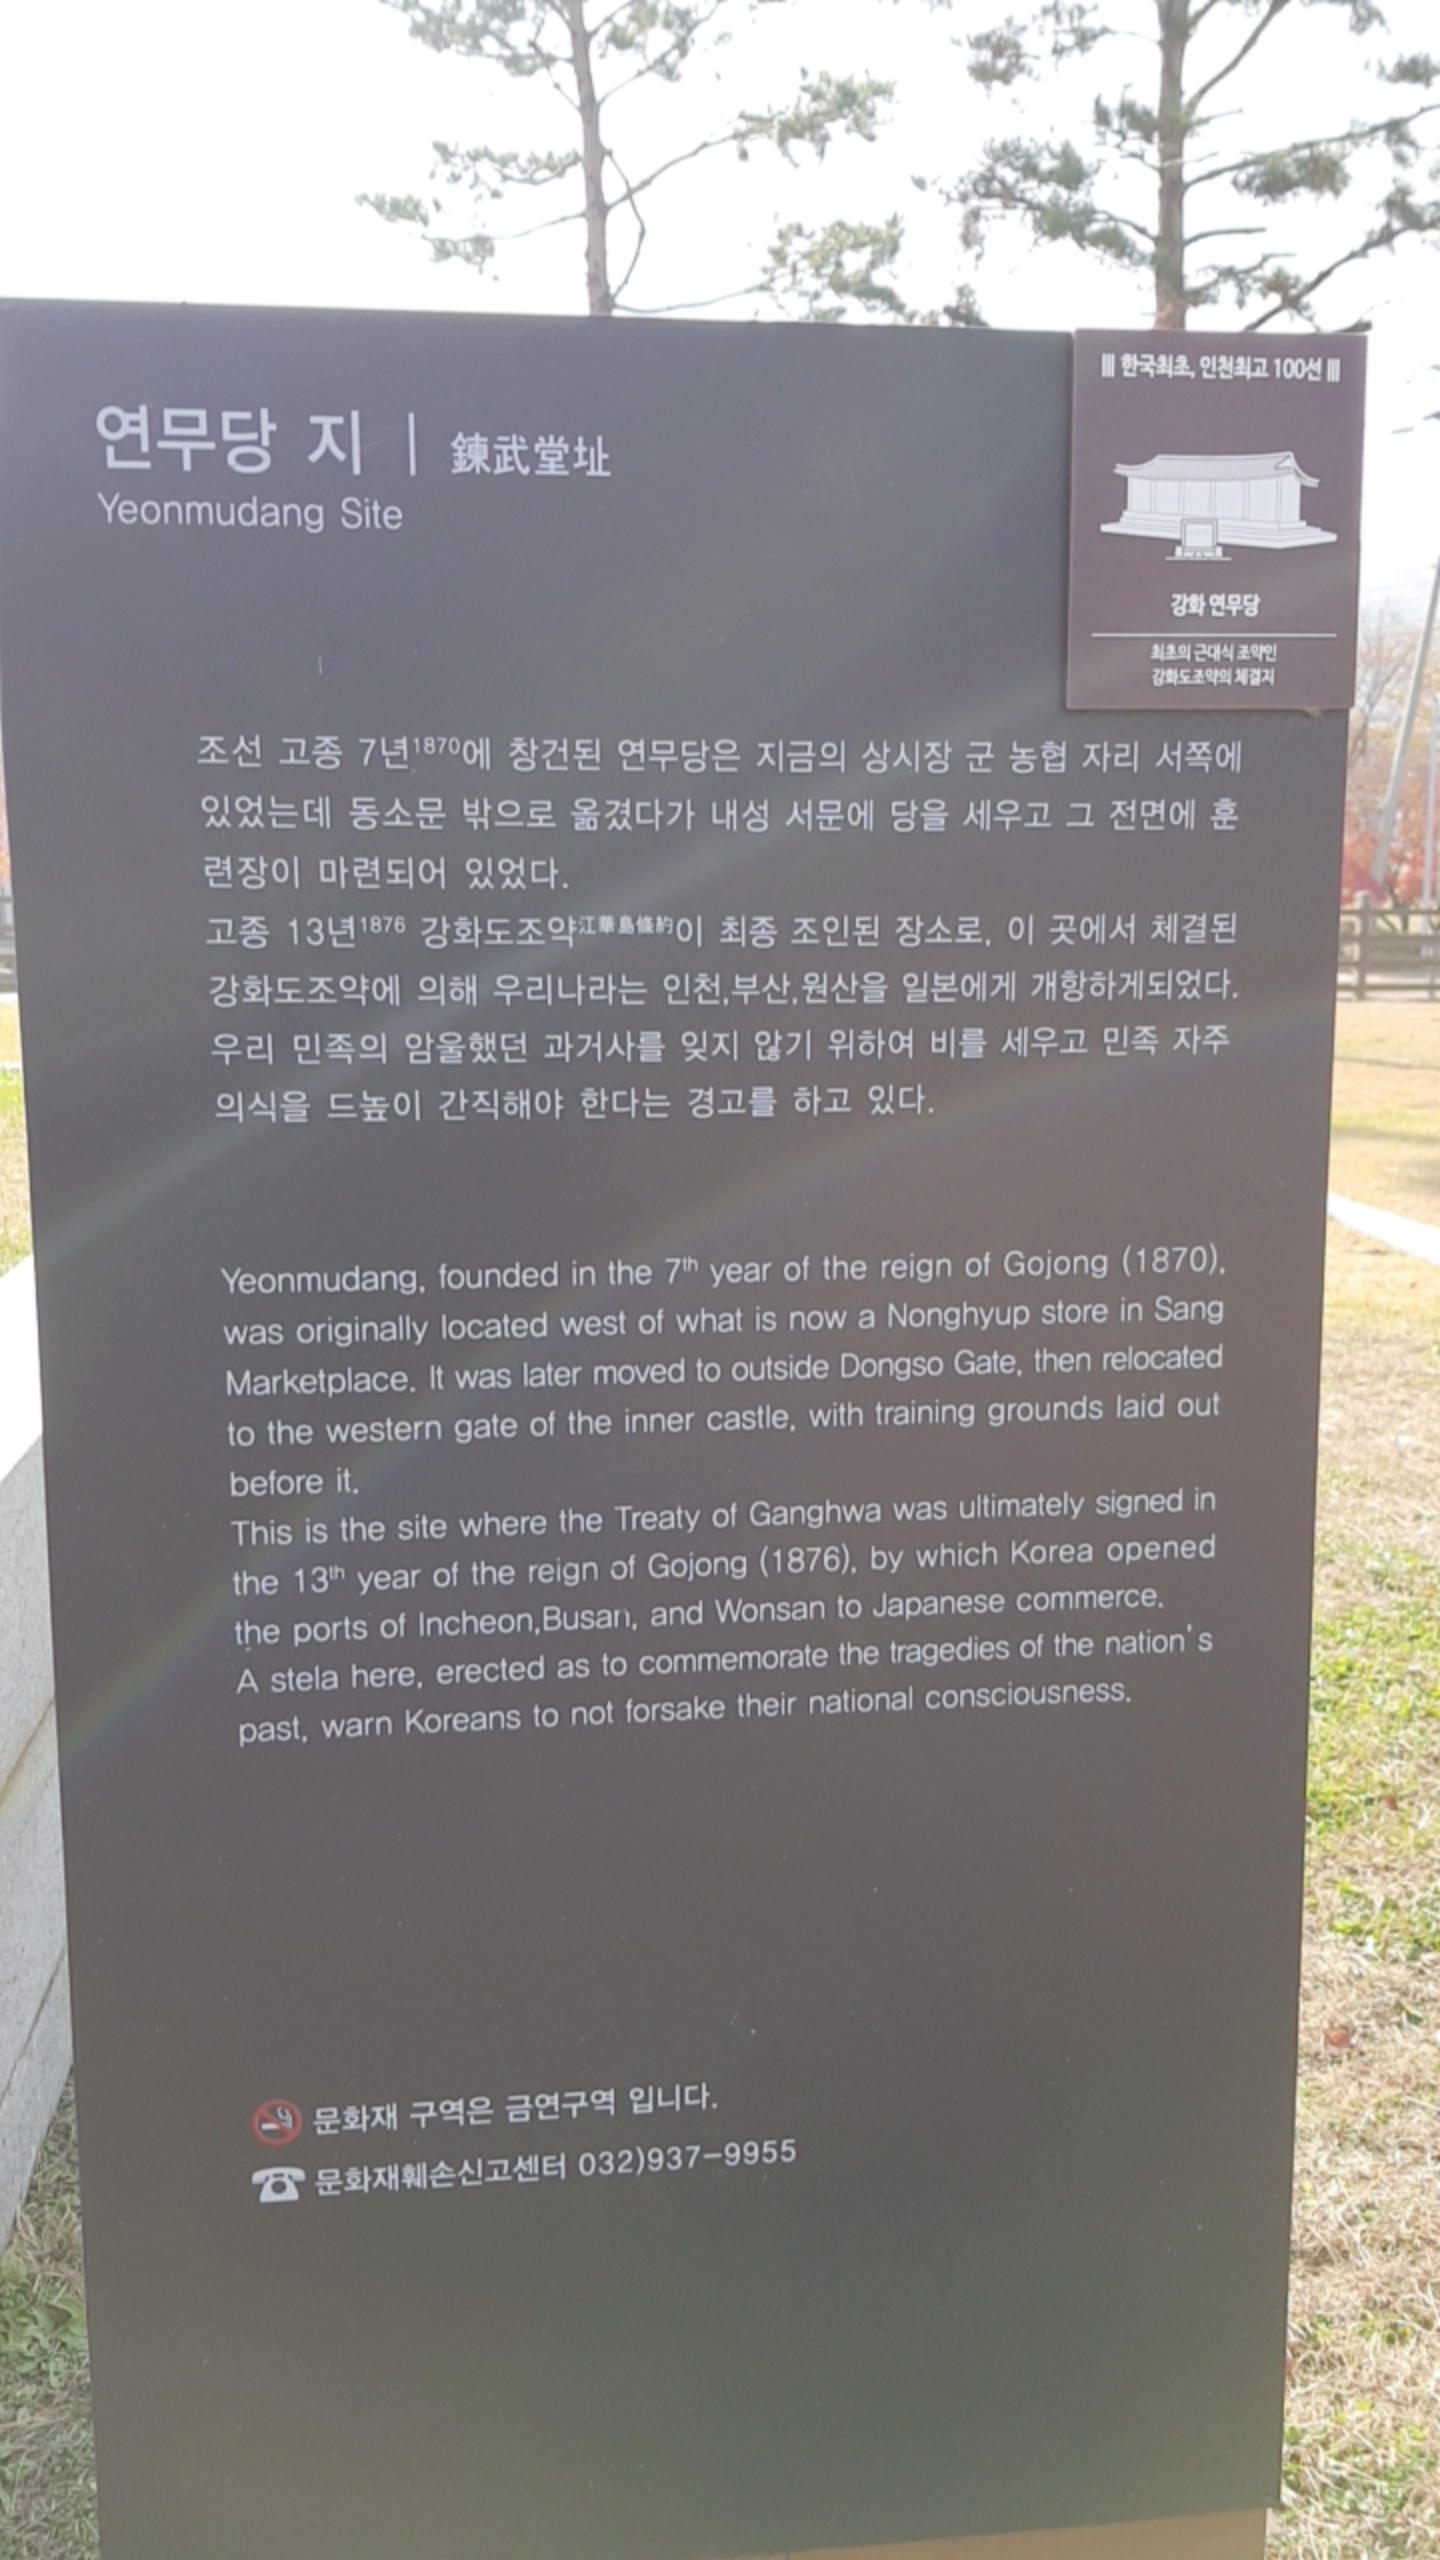 연무당 지 | 鍊武堂址
Yeonmudang Site
||| 한국최초, 인천최고 100선 |||
강화 연무당
최초의 근대식 조약인
강화도조약의 체결지
조선 고종 7년1870에 창건된 연무당은 지금의 상시장 군 농협 자리 서쪽에
있었는데 동소문 밖으로 옮겼다가 내성 서문에 당을 세우고 그 전면에 훈
련장이 마련되어 있었다.
고종 13년1876 강화도조약江華島條約이 최종 조인된 장소로, 이 곳에서 체결된
강화도조약에 의해 우리나라는 인천,부산,원산을 일본에게 개항하게되었다.
우리 민족의 암울했던 과거사를 잊지 않기 위하여 비를 세우고 민족 자주
의식을 드높이 간직해야 한다는 경고를 하고 있다.
Yeonmudang, founded in the 7th year of the reign of Gojong (1870),
was originally located west of what is now a Nonghyup store in Sang
Marketplace. It was later moved to outside Dongso Gate, then relocated
to the western gate of the inner castle, with training grounds laid out
before it.
This is the site where the Treaty of Ganghwa was ultimately signed in
the 13th year of the reign of Gojong (1876), by which Korea opened
the ports of Incheon,Busan, and Wonsan to Japanese commerce.
A stela here, erected as to commemorate the tragedies of the nation's
past, warn Koreans to not forsake their national consciousness.
문화재 구역은 금연구역 입니다.
문화재훼손신고센터 032)937-9955